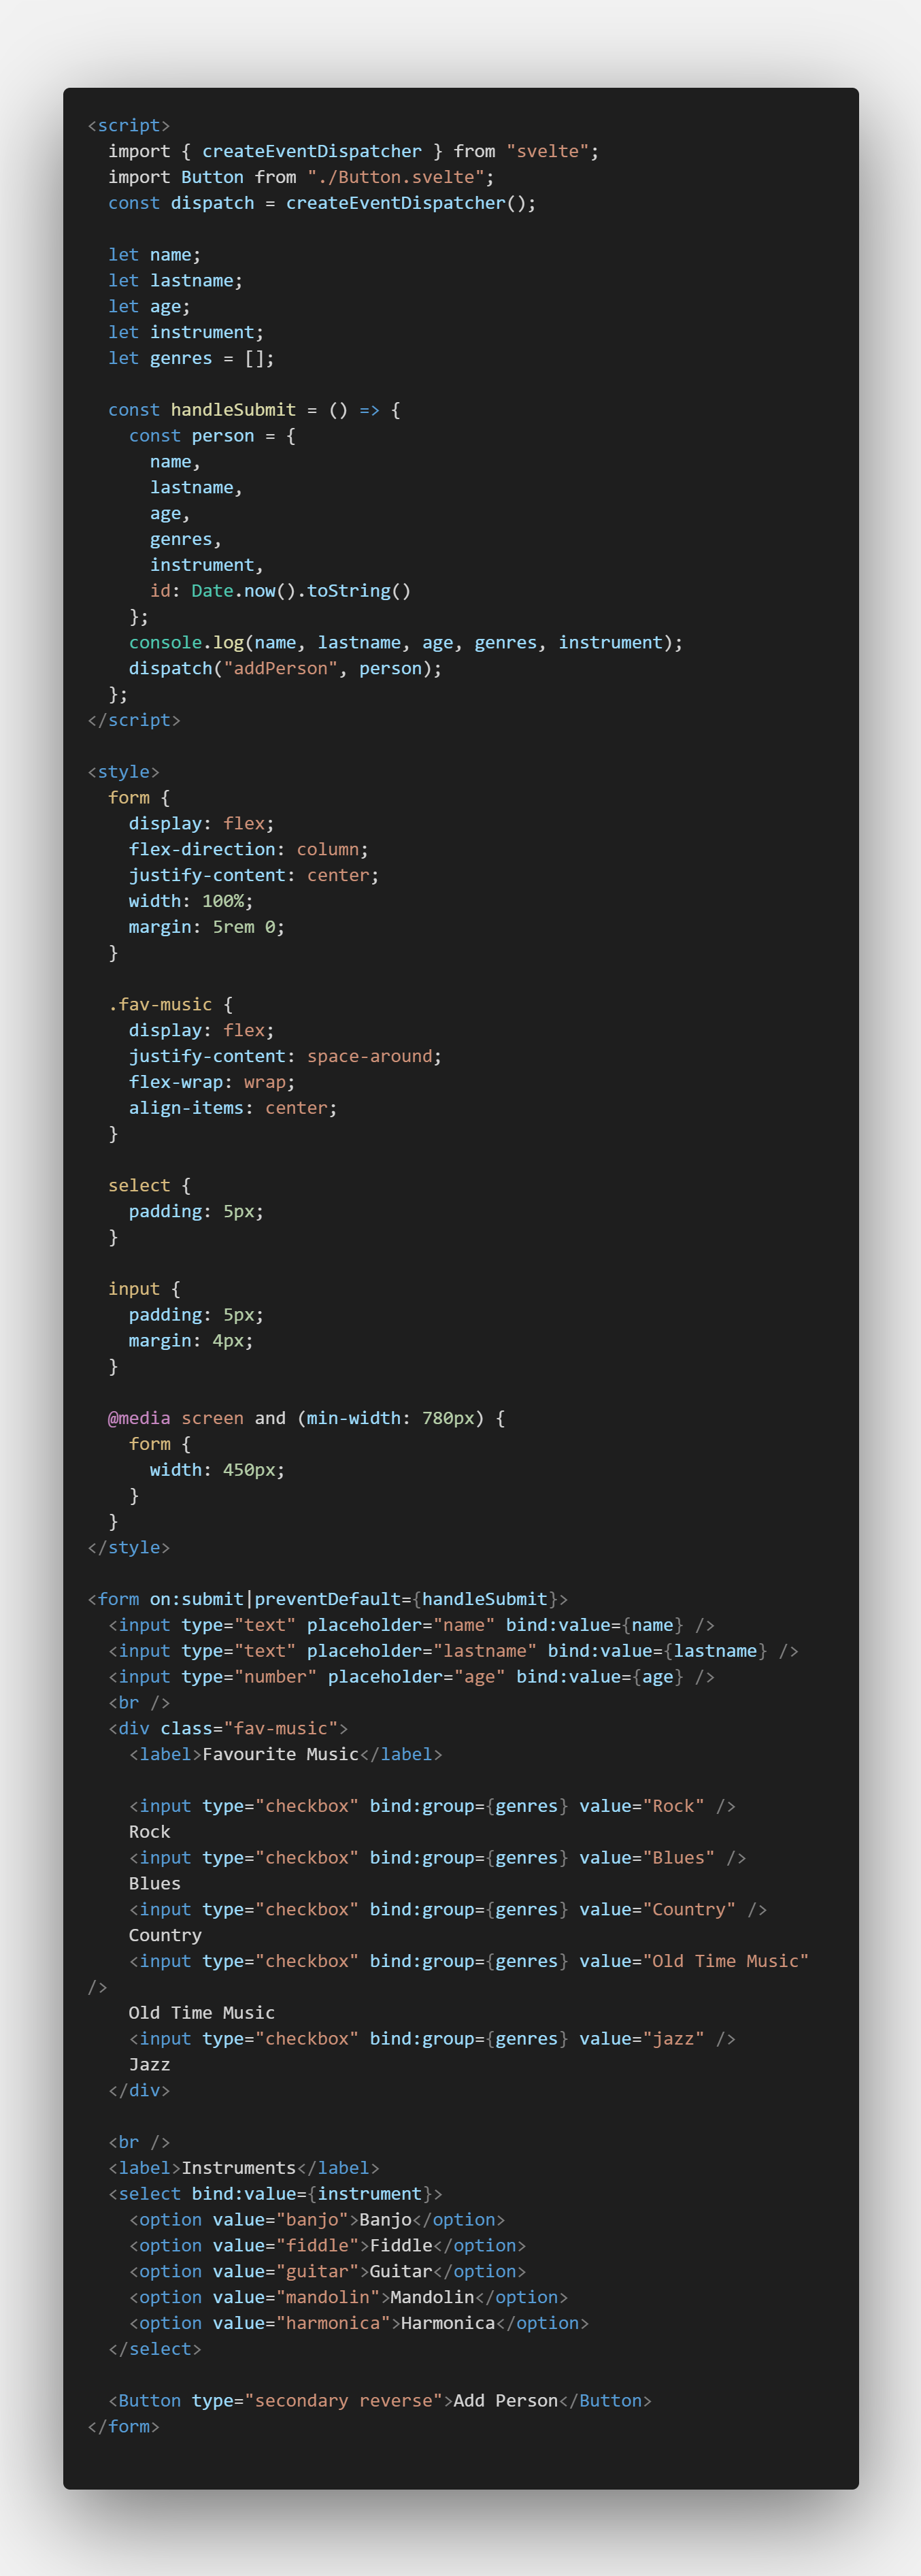 <script>
  import { createEventDispatcher } from "svelte";
  import Button from "./Button.svelte";
  const dispatch = createEventDispatcher();

  let name;
  let lastname;
  let age;
  let instrument;
  let genres = [];

  const handleSubmit = () => {
    const person = {
      name,
      lastname,
      age,
      genres,
      instrument,
      id: Date.now().toString()
    };
    console.log(name, lastname, age, genres, instrument);
    dispatch("addPerson", person);
  };
</script>

<style>
  form {
    display: flex;
    flex-direction: column;
    justify-content: center;
    width: 100%;
    margin: 5rem 0;
  }

  .fav-music {
    display: flex;
    justify-content: space-around;
    flex-wrap: wrap;
    align-items: center;
  }

  select {
    padding: 5px;
  }

  input {
    padding: 5px;
    margin: 4px;
  }

  @media screen and (min-width: 780px) {
    form {
      width: 450px;
    }
  }
</style>

<form on:submit|preventDefault={handleSubmit}>
  <input type="text" placeholder="name" bind:value={name} />
  <input type="text" placeholder="lastname" bind:value={lastname} />
  <input type="number" placeholder="age" bind:value={age} />
  <br />
  <div class="fav-music">
    <label>Favourite Music</label>

    <input type="checkbox" bind:group={genres} value="Rock" />
    Rock
    <input type="checkbox" bind:group={genres} value="Blues" />
    Blues
    <input type="checkbox" bind:group={genres} value="Country" />
    Country
    <input type="checkbox" bind:group={genres} value="Old Time Music"
/>
    Old Time Music
    <input type="checkbox" bind:group={genres} value="jazz" />
    Jazz
  </div>

  <br />
  <label>Instruments</label>
  <select bind:value={instrument}>
    <option value="banjo">Banjo</option>
    <option value="fiddle">Fiddle</option>
    <option value="guitar">Guitar</option>
    <option value="mandolin">Mandolin</option>
    <option value="harmonica">Harmonica</option>
  </select>

  <Button type="secondary reverse">Add Person</Button>
</form>